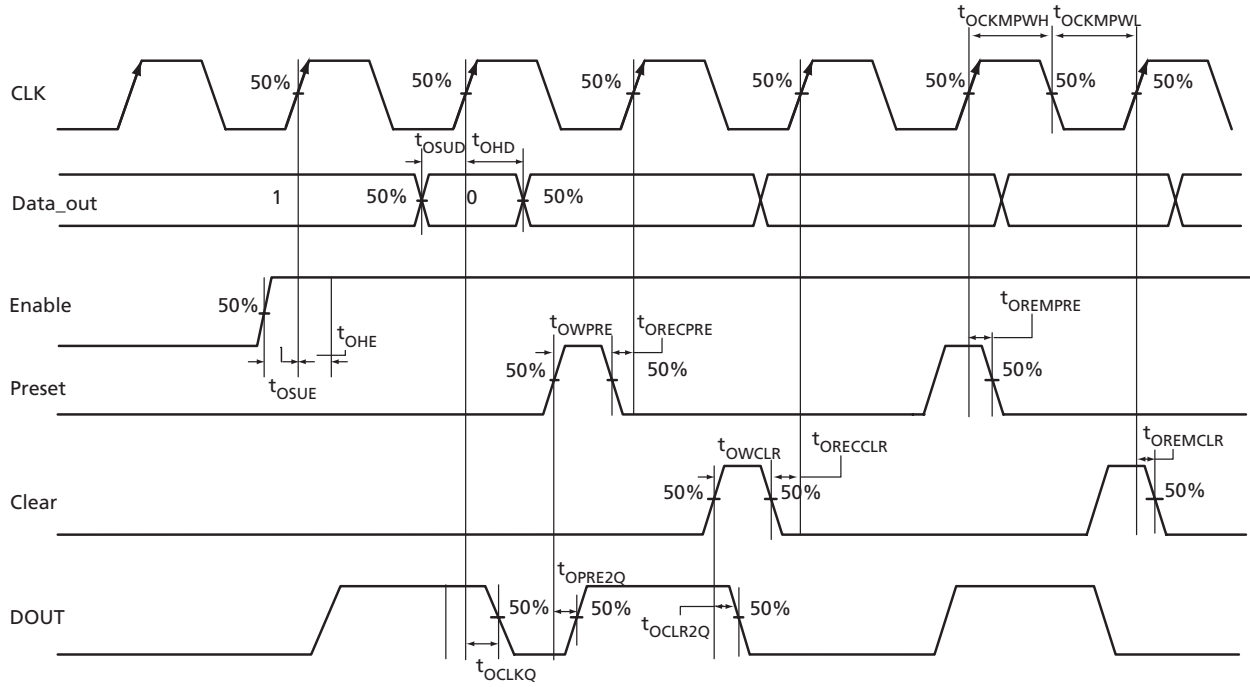 tOCKMPWH tOCKMPWL
CLK 50% 50% 50% 50% 50% 50% 50%
tOSUD tOHD
Data_out 1 50% 0 50%
Enable 50%
tOHE
tOSUE
tOWPRE tORECPRE tOREMPRE
Preset 50% 50% 50%
tOWCLR tORECCLR tOREMCLR
Clear 50% 50% 50%
tOPRE2Q
DOUT 50% 50% 50%
tOCLR2Q
tOCLKQ